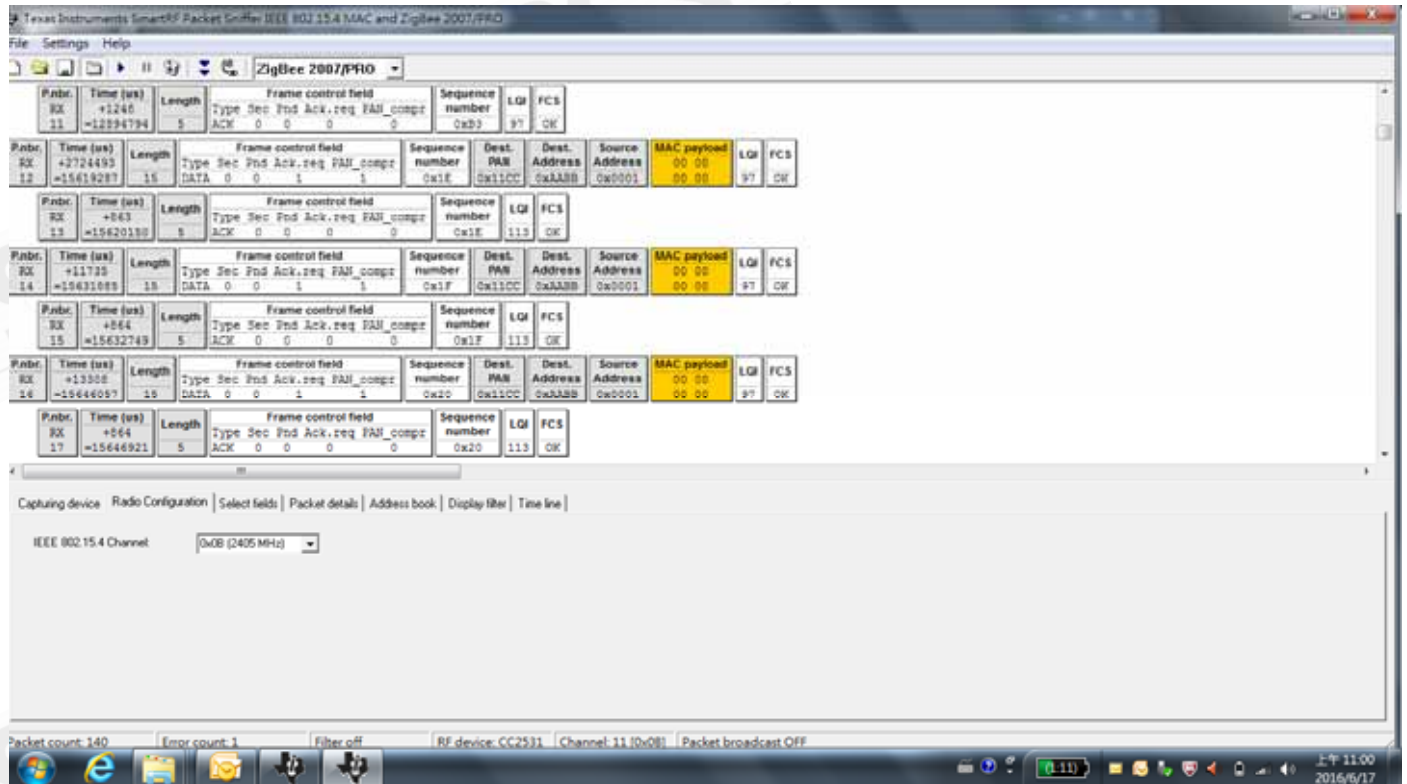 Texas Instruments SmartRF Packet Sniffer IEEE 802.15.4 MAC and ZigBee 2007/PRO
File Settings Help
ZigBee 2007/PRO
P.nbr. Time (us) Length Frame control field Sequence LQI FCS
RX +1246 Type Sec Pnd Ack.req PAN_compr number
11 =12894794 5 ACK 0 0 0 0 0xD3 97 OK
P.nbr. Time (us) Length Frame control field Sequence Dest. Dest. Source MAC payload LQI FCS
RX +2724493 Type Sec Pnd Ack.req PAN_compr number PAN Address Address 00 00
12 =15619287 15 DATA 0 0 1 1 0x1E 0x11CC 0xAABB 0x0001 00 00 97 OK
P.nbr. Time (us) Length Frame control field Sequence LQI FCS
RX +863 Type Sec Pnd Ack.req PAN_compr number
13 =15620150 5 ACK 0 0 0 0 0x1E 113 OK
P.nbr. Time (us) Length Frame control field Sequence Dest. Dest. Source MAC payload LQI FCS
RX +11735 Type Sec Pnd Ack.req PAN_compr number PAN Address Address 00 00
14 =15631885 15 DATA 0 0 1 1 0x1F 0x11CC 0xAABB 0x0001 00 00 97 OK
P.nbr. Time (us) Length Frame control field Sequence LQI FCS
RX +864 Type Sec Pnd Ack.req PAN_compr number
15 =15632749 5 ACK 0 0 0 0 0x1F 113 OK
P.nbr. Time (us) Length Frame control field Sequence Dest. Dest. Source MAC payload LQI FCS
RX +13308 Type Sec Pnd Ack.req PAN_compr number PAN Address Address 00 00
16 =15646057 15 DATA 0 0 1 1 0x20 0x11CC 0xAABB 0x0001 00 00 97 OK
P.nbr. Time (us) Length Frame control field Sequence LQI FCS
RX +864 Type Sec Pnd Ack.req PAN_compr number
17 =15646921 5 ACK 0 0 0 0 0x20 113 OK
Capturing device Radio Configuration Select fields Packet details Address book Display filter Time line
IEEE 802.15.4 Channel: 0x0B (2405 MHz)
Packet count: 140 Error count: 1 Filter off RF device: CC2531 Channel: 11 [0x0B] Packet broadcast OFF
(1:11) 上午 11:00
2016/6/17